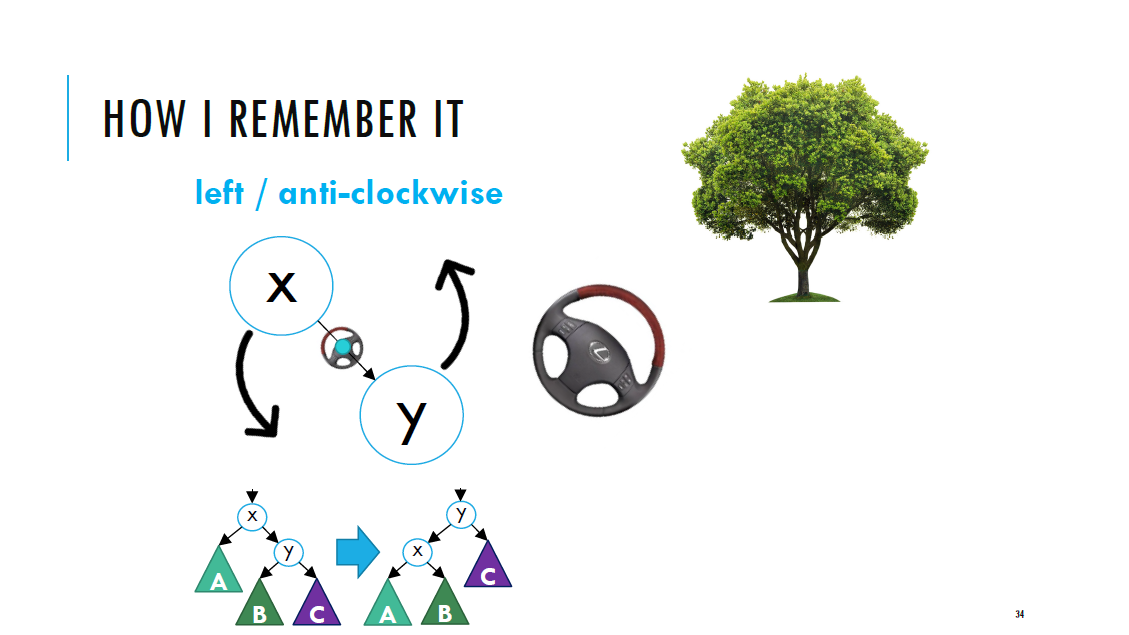 HOW I REMEMBER IT
left / anti-clockwise
x
y
x
y
y
x
A
C
B
C
A
B
34